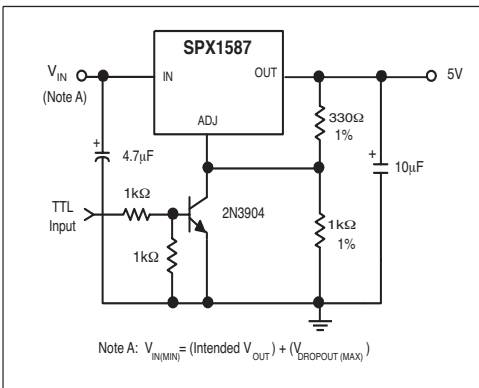 SPX1587
V_IN
(Note A)
IN
OUT
5V
ADJ
330Ω
1%
4.7μF
10μF
1kΩ
TTL
Input
2N3904
1kΩ
1%
1kΩ
Note A: V_IN(MIN) = (Intended V_OUT) + (V_DROPOUT (MAX))